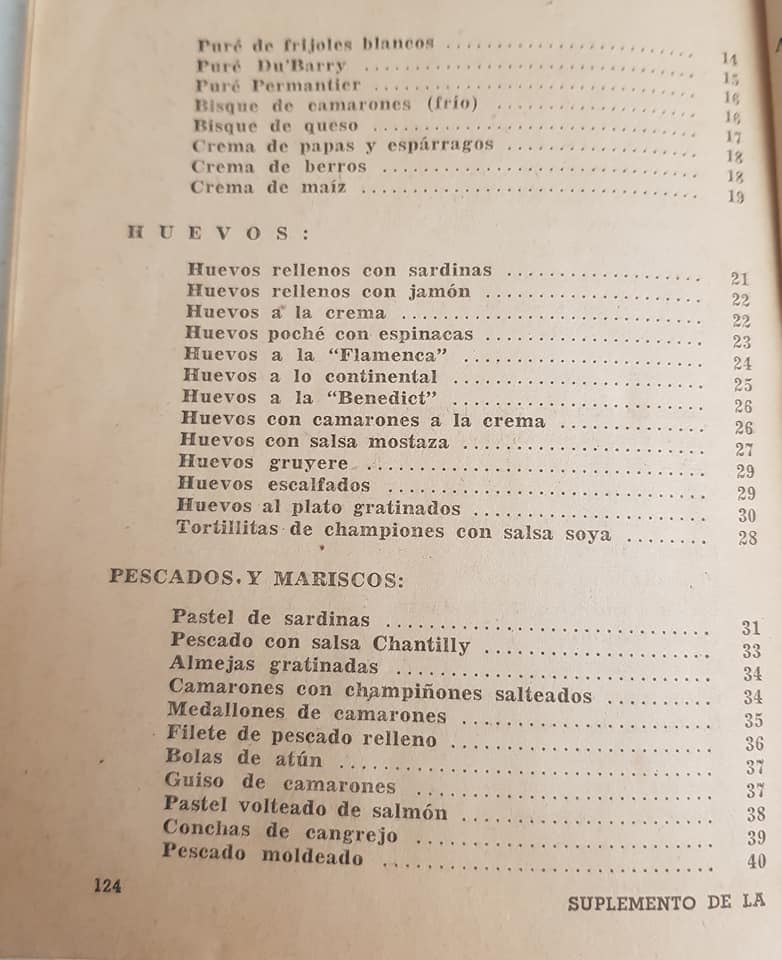 Puré de frijoles blancos ........................ 14
Puré Du'Barry ........................ 15
Puré Permantier ........................ 16
Bisque de camarones (frío) ........................ 16
Bisque de queso ........................ 17
Crema de papas y espárragos ........................ 18
Crema de berros ........................ 18
Crema de maíz ........................ 19
HUEVOS:
Huevos rellenos con sardinas ........................ 21
Huevos rellenos con jamón ........................ 22
Huevos a la crema ........................ 22
Huevos poché con espinacas ........................ 23
Huevos a la "Flamenca" ........................ 24
Huevos a lo continental ........................ 25
Huevos a la "Benedict" ........................ 26
Huevos con camarones a la crema ............ 26
Huevos con salsa mostaza ........................ 27
Huevos gruyere ........................ 29
Huevos escalfados ........................ 29
Huevos al plato gratinados ........................ 30
Tortillitas de championes con salsa soya ........ 28
PESCADOS. Y MARISCOS:
Pastel de sardinas ........................ 31
Pescado con salsa Chantilly ........................ 33
Almejas gratinadas ........................ 34
Camarones con champiñones salteados .......... 34
Medallones de camarones ........................ 35
Filete de pescado relleno ........................ 36
Bolas de atún ........................ 37
Guiso de camarones ........................ 37
Pastel volteado de salmón ........................ 38
Conchas de cangrejo ........................ 39
Pescado moldeado ........................ 40
124
SUPLEMENTO DE LA